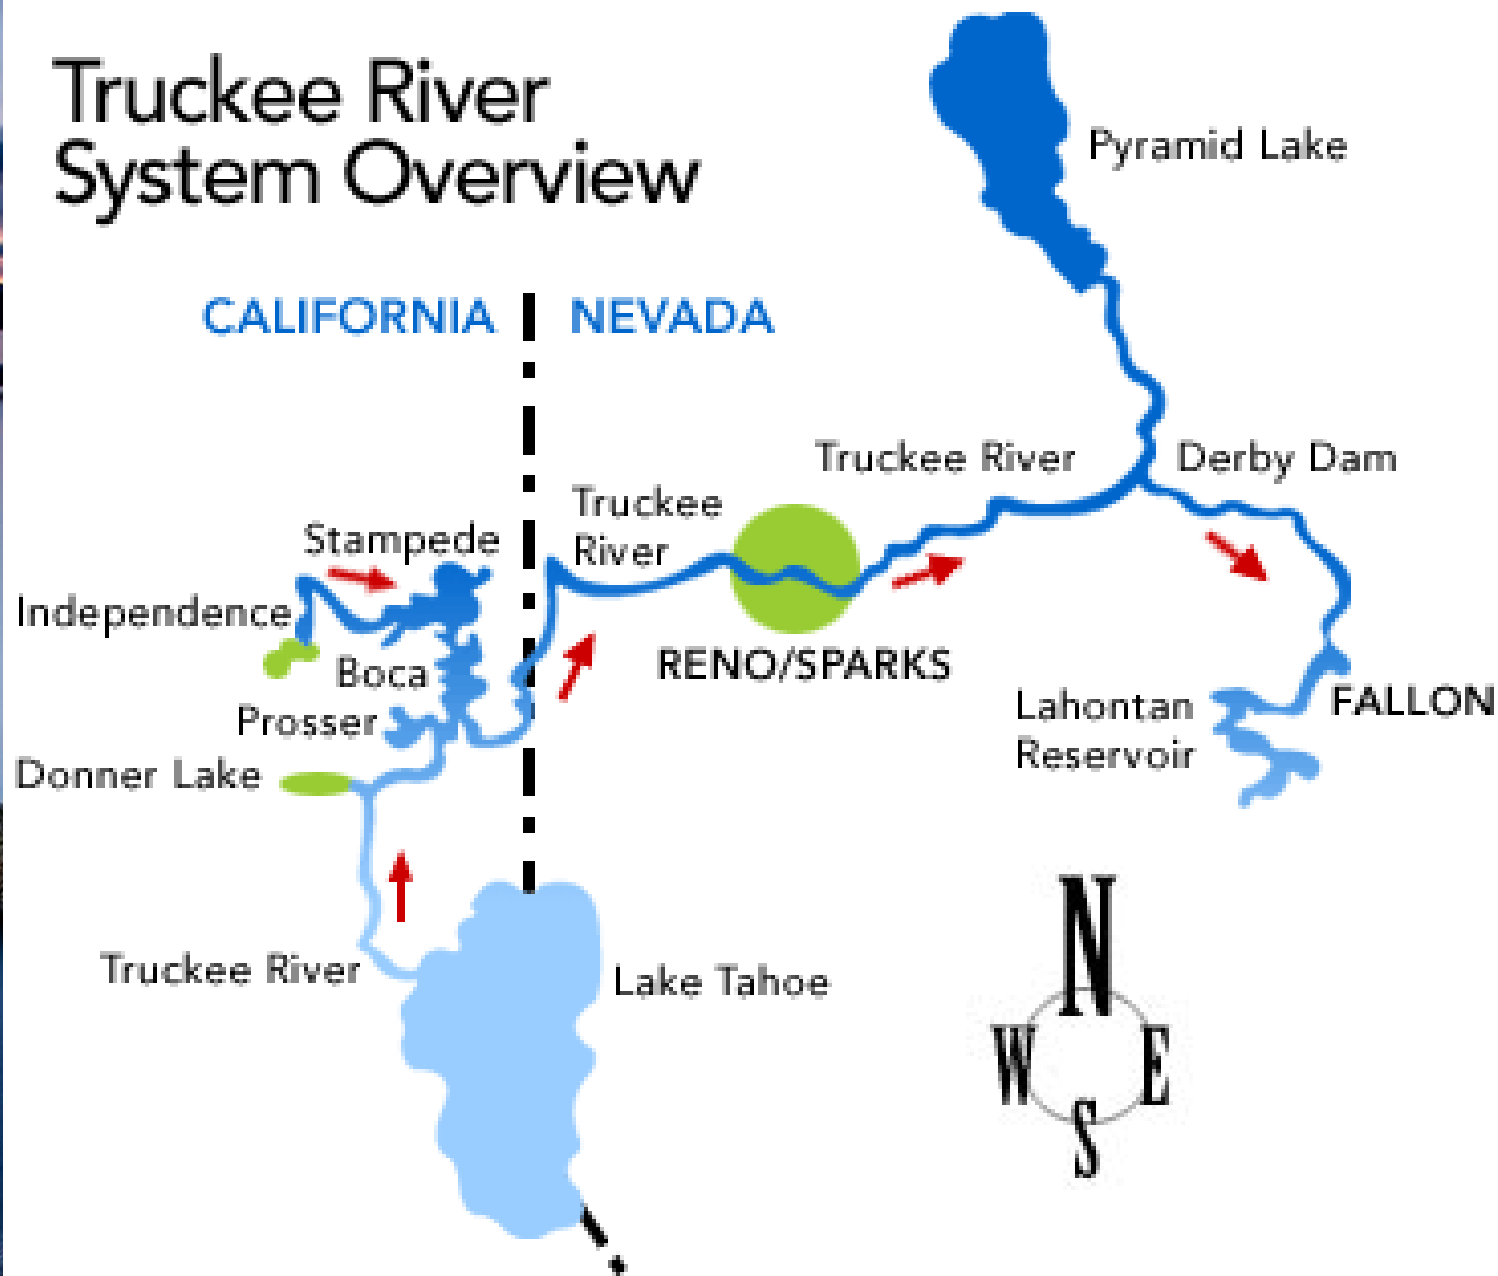 Truckee River
System Overview
Pyramid Lake
CALIFORNIA
NEVADA
Truckee River
Derby Dam
Truckee
River
Stampede
Independence
Boca
RENO/SPARKS
Prosser
Lahontan
Reservoir
FALLON
Donner Lake
Truckee River
Lake Tahoe
N
W
E
S